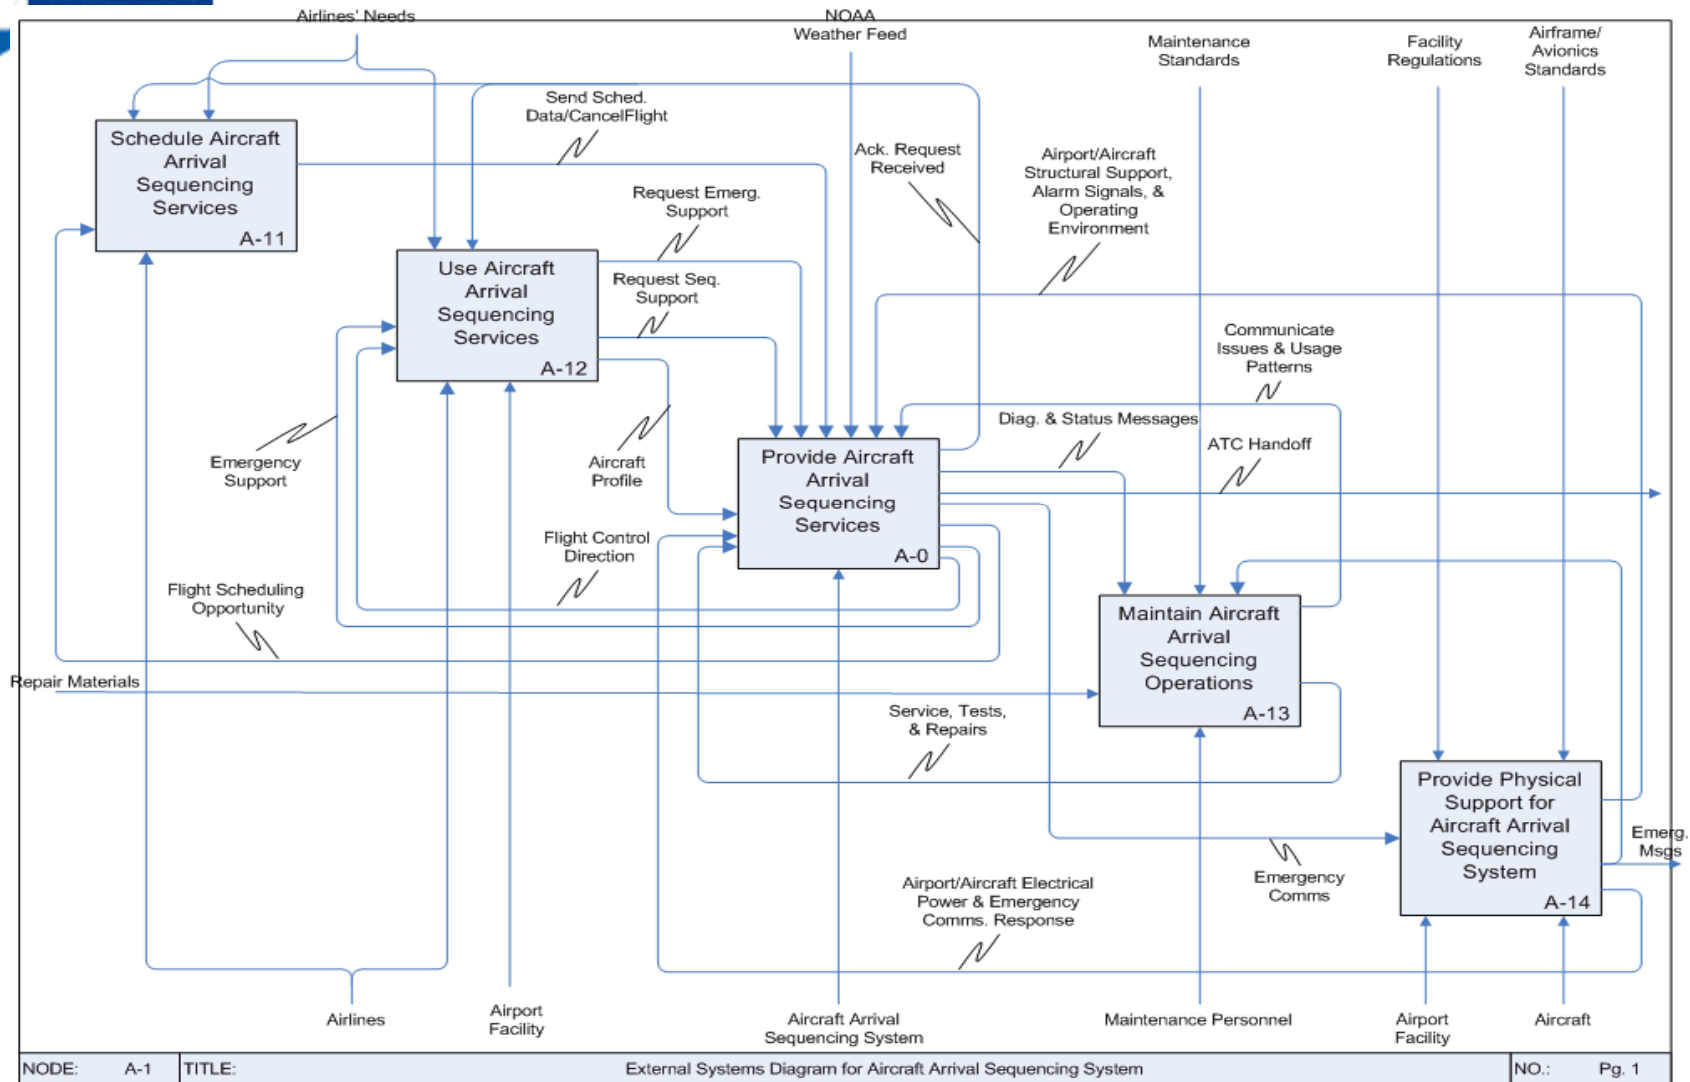 Airlines' Needs
NOAA
Weather Feed
Maintenance
Standards
Facility
Regulations
Airframe/
Avionics
Standards
Send Sched.
Data/CancelFlight
Schedule Aircraft
Arrival
Sequencing
Services
A-11
Ack. Request
Received
Airport/Aircraft
Structural Support,
Alarm Signals, &
Operating
Environment
Request Emerg.
Support
Use Aircraft
Arrival
Sequencing
Services
A-12
Request Seq.
Support
Communicate
Issues & Usage
Patterns
Diag. & Status Messages
ATC Handoff
Emergency
Support
Aircraft
Profile
Provide Aircraft
Arrival
Sequencing
Services
A-0
Flight Control
Direction
Flight Scheduling
Opportunity
Maintain Aircraft
Arrival
Sequencing
Operations
A-13
Repair Materials
Service, Tests,
& Repairs
Provide Physical
Support for
Aircraft Arrival
Sequencing
System
A-14
Emerg.
Msgs
Emergency
Comms
Airport/Aircraft Electrical
Power & Emergency
Comms. Response
Airlines
Airport
Facility
Aircraft Arrival
Sequencing System
Maintenance Personnel
Airport
Facility
Aircraft
NODE: A-1 TITLE: External Systems Diagram for Aircraft Arrival Sequencing System NO.: Pg. 1